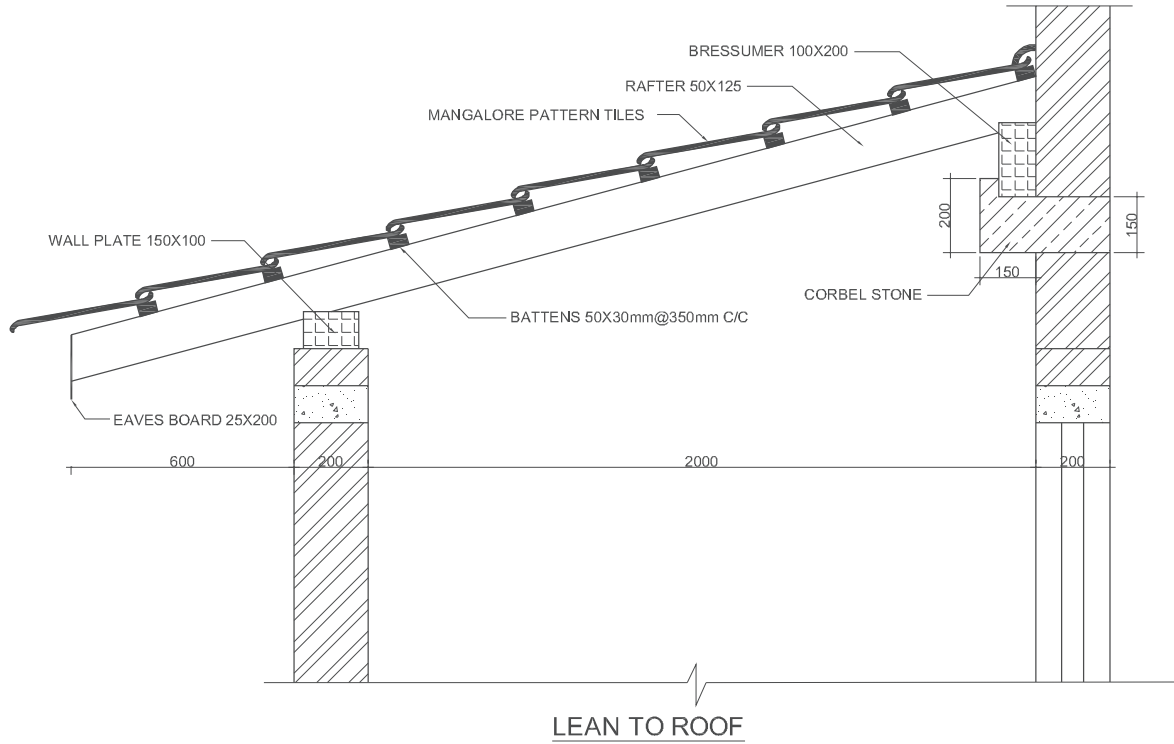 BRESSUMER 100X200
RAFTER 50X125
MANGALORE PATTERN TILES
WALL PLATE 150X100
200
150
150
CORBEL STONE
BATTENS 50X30mm@350mm C/C
EAVES BOARD 25X200
600
200
2000
200
LEAN TO ROOF